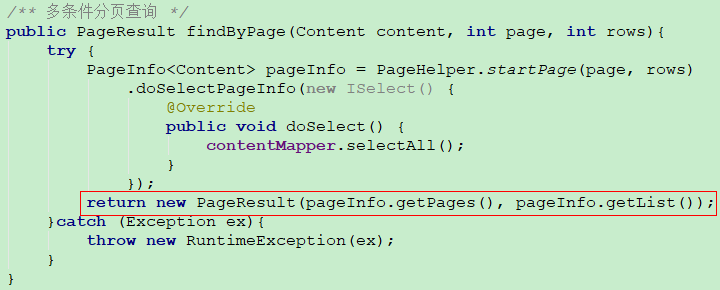 /** 多条件分页查询 */
public PageResult findByPage(Content content, int page, int rows){
try {
PageInfo<Content> pageInfo = PageHelper.startPage(page, rows)
.doSelectPageInfo(new ISelect() {
@Override
public void doSelect() {
contentMapper.selectAll();
}
});
return new PageResult(pageInfo.getPages(), pageInfo.getList());
}catch (Exception ex){
throw new RuntimeException(ex);
}
}